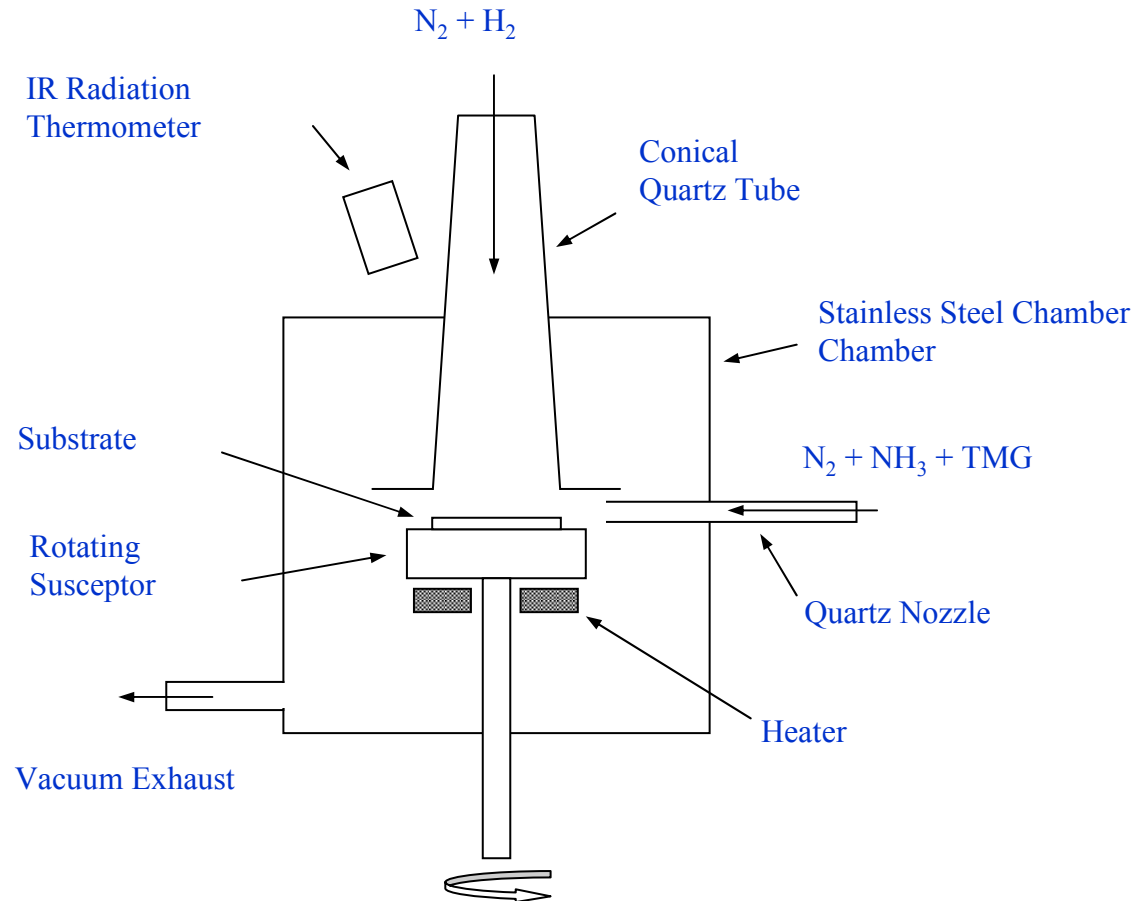 N₂ + H₂
IR Radiation
Thermometer
Conical
Quartz Tube
Stainless Steel Chamber
Chamber
Substrate
N₂ + NH₃ + TMG
Rotating
Susceptor
Quartz Nozzle
Heater
Vacuum Exhaust